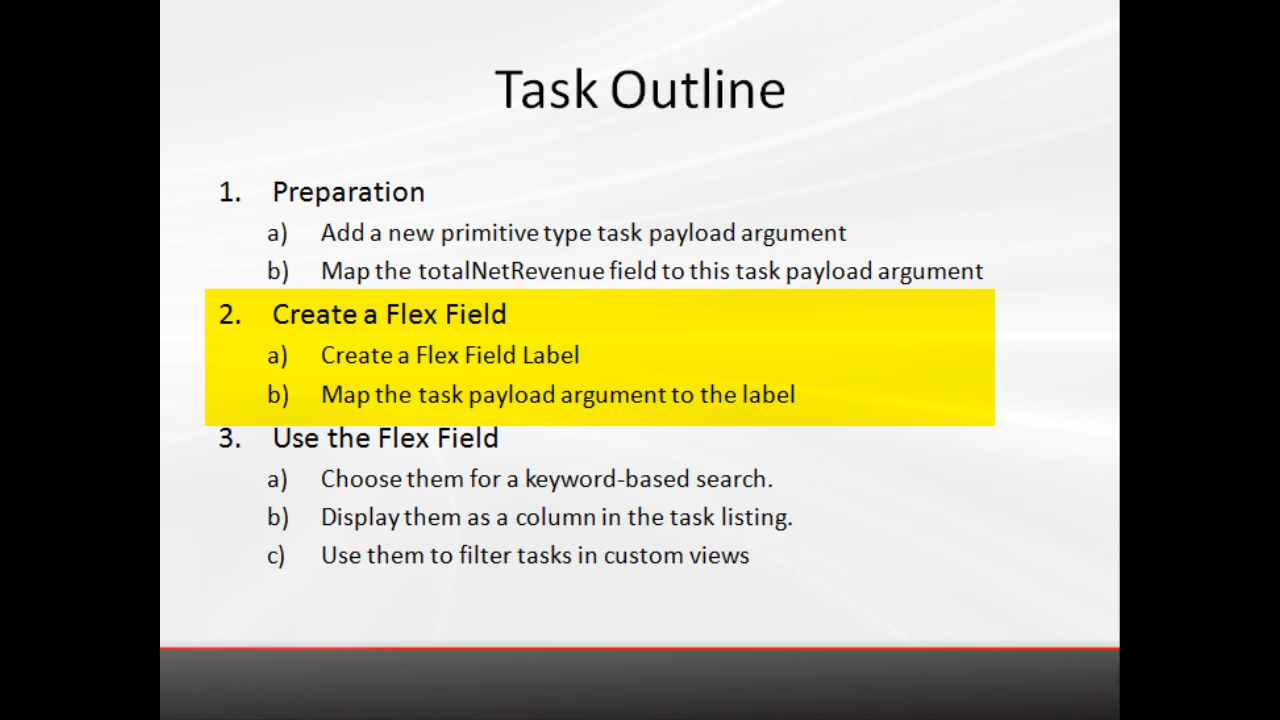 Task Outline
1. Preparation
a) Add a new primitive type task payload argument
b) Map the totalNetRevenue field to this task payload argument
2. Create a Flex Field
a) Create a Flex Field Label
b) Map the task payload argument to the label
3. Use the Flex Field
a) Choose them for a keyword-based search.
b) Display them as a column in the task listing.
c) Use them to filter tasks in custom views